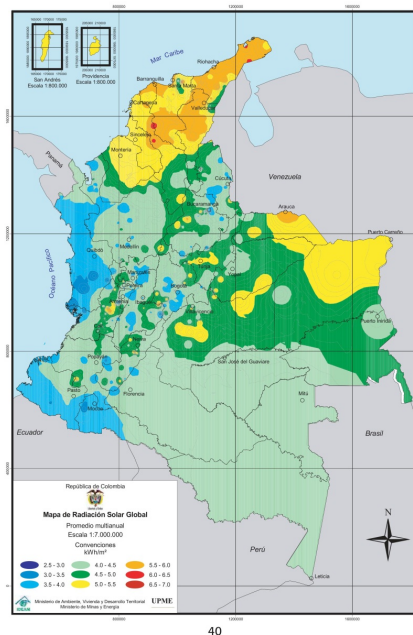 San Andrés
Escala 1:600.000
Providencia
Escala 1:600.000
Mar Caribe
Riohacha
Barranquilla
Santa Marta
Cartagena
Valledupar
Sincelejo
Montería
Panamá
Venezuela
Cúcuta
Bucaramanga
Arauca
Puerto Carreño
Océano Pacífico
Medellín
Quibdó
Manizales
Pereira
Armenia
Ibagué
Tunja
Yopal
Bogotá
Villavicencio
Puerto Inírida
Cali
Neiva
Popayán
San José del Guaviare
Florencia
Mitú
Pasto
Mocoa
Ecuador
Brasil
Perú
Leticia
República de Colombia
Mapa de Radiación Solar Global
Promedio multianual
Escala 1:7.000.000
Convenciones
kWh/m²
2.5 - 3.0 4.0 - 4.5 5.5 - 6.0
3.0 - 3.5 4.5 - 5.0 6.0 - 6.5
3.5 - 4.0 5.0 - 5.5 6.5 - 7.0
IDEAM
Ministerio de Ambiente, Vivienda y Desarrollo Territorial
Ministerio de Minas y Energía
UPME
N
40